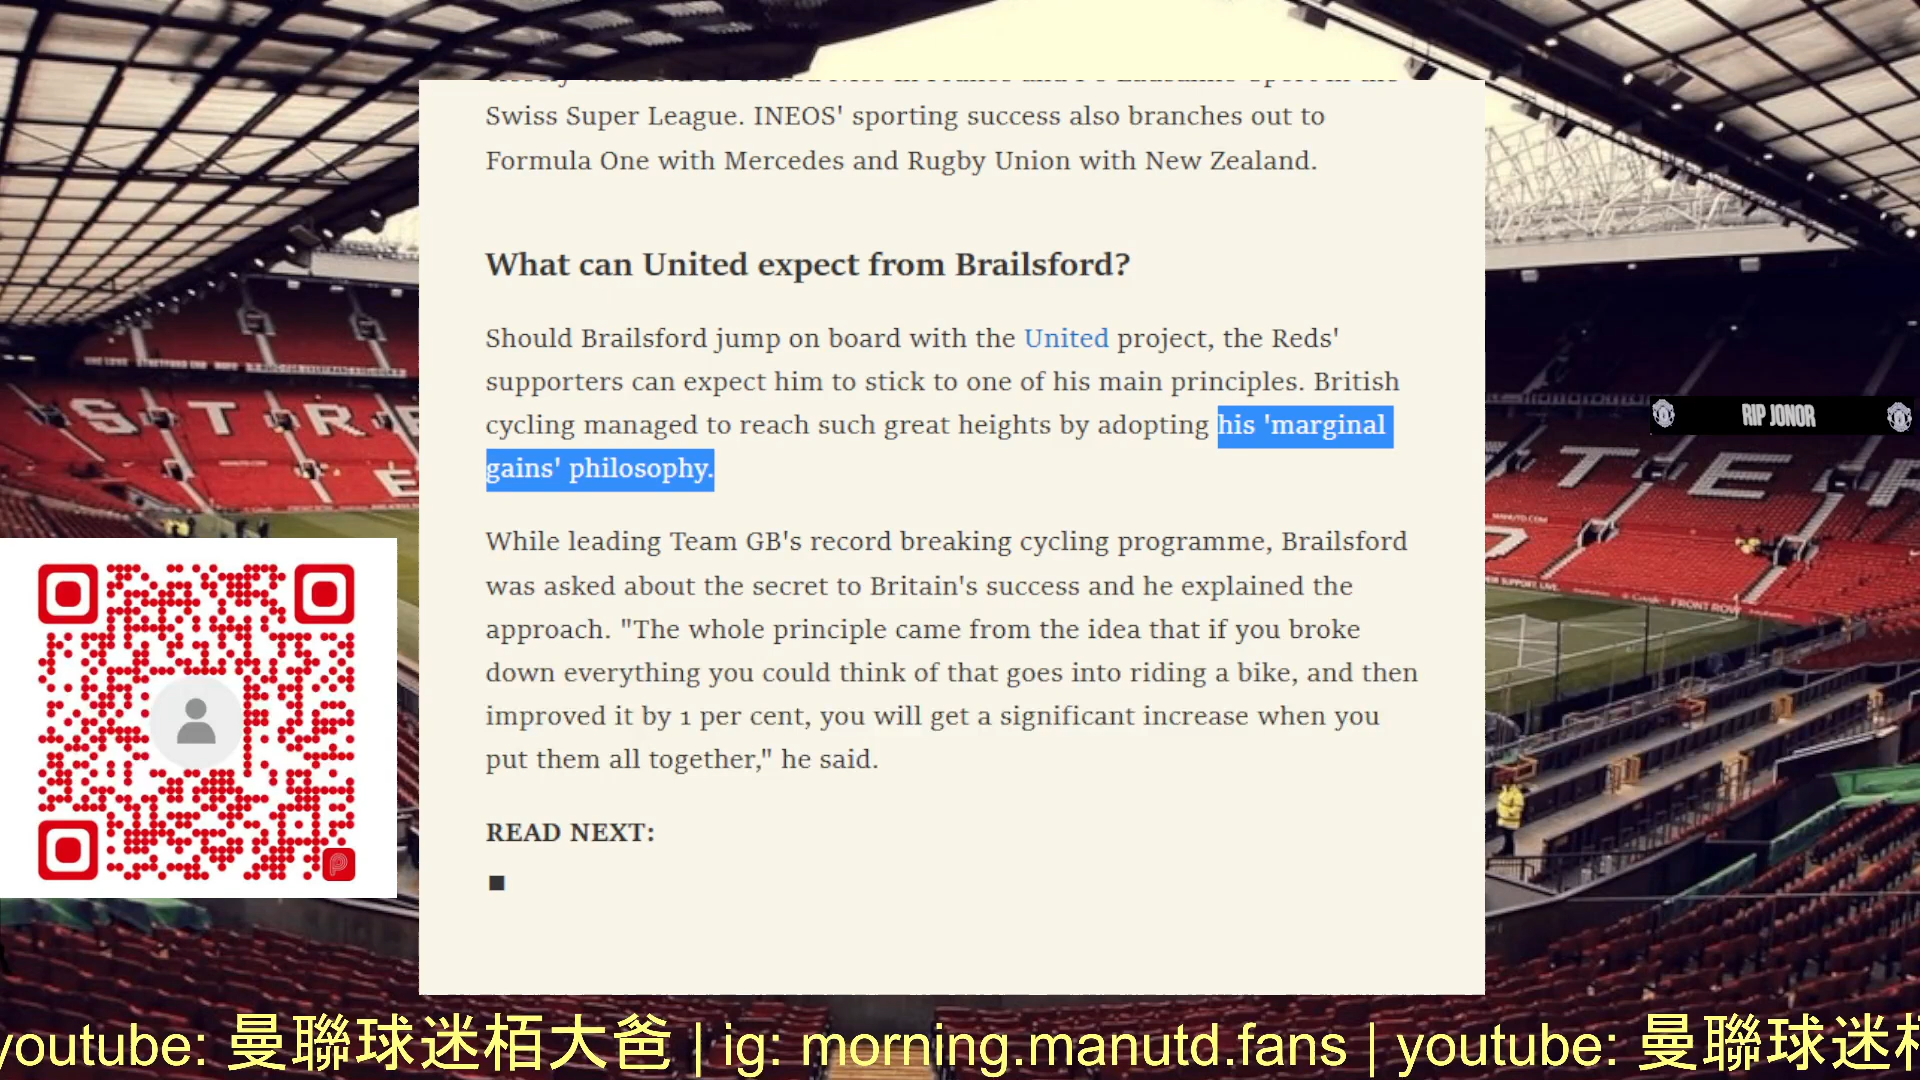 Swiss Super League. INEOS' sporting success also branches out to
Formula One with Mercedes and Rugby Union with New Zealand.
What can United expect from Brailsford?
Should Brailsford jump on board with the United project, the Reds'
supporters can expect him to stick to one of his main principles. British
cycling managed to reach such great heights by adopting his 'marginal
gains' philosophy.
While leading Team GB's record breaking cycling programme, Brailsford
was asked about the secret to Britain's success and he explained the
approach. "The whole principle came from the idea that if you broke
down everything you could think of that goes into riding a bike, and then
improved it by 1 per cent, you will get a significant increase when you
put them all together," he said.
READ NEXT:
RIP JONOR
STRE
TER
FRONT ROW
youtube: 曼聯球迷栢大爸 | ig: morning.manutd.fans | youtube: 曼聯球迷栢